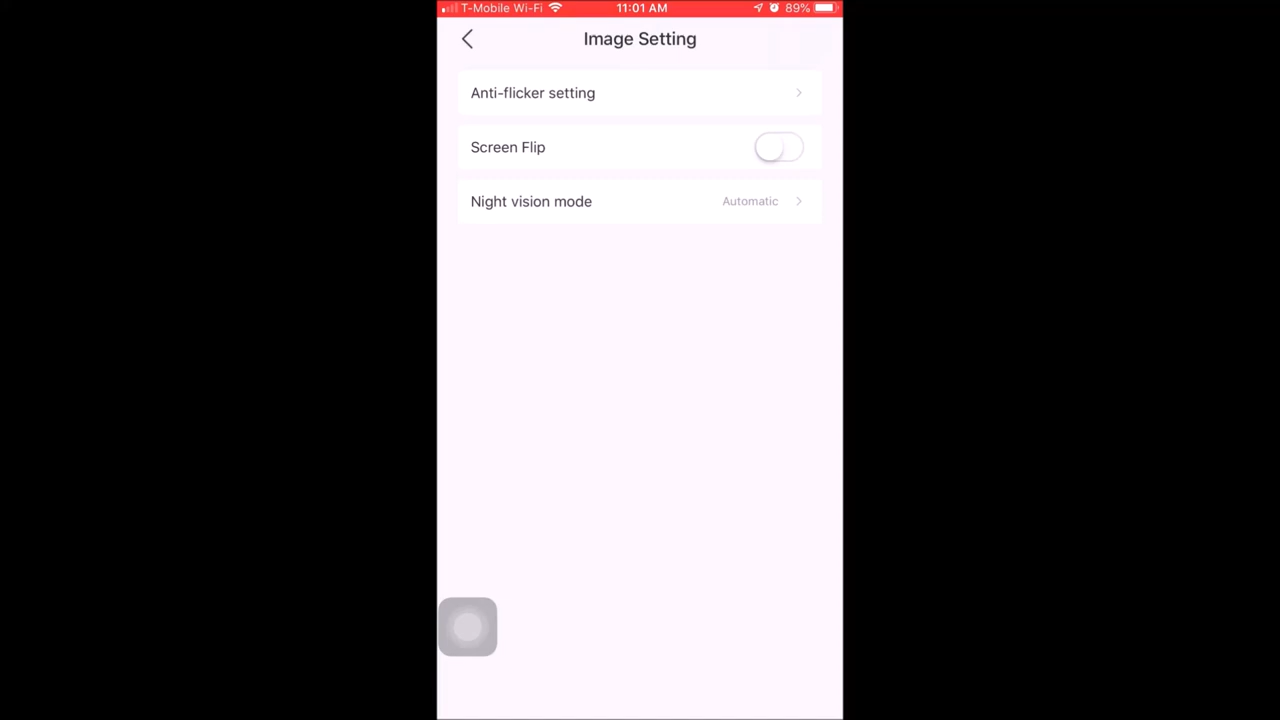 T-Mobile Wi-Fi 11:01 AM 89%
Image Setting
Anti-flicker setting
Screen Flip
Night vision mode Automatic